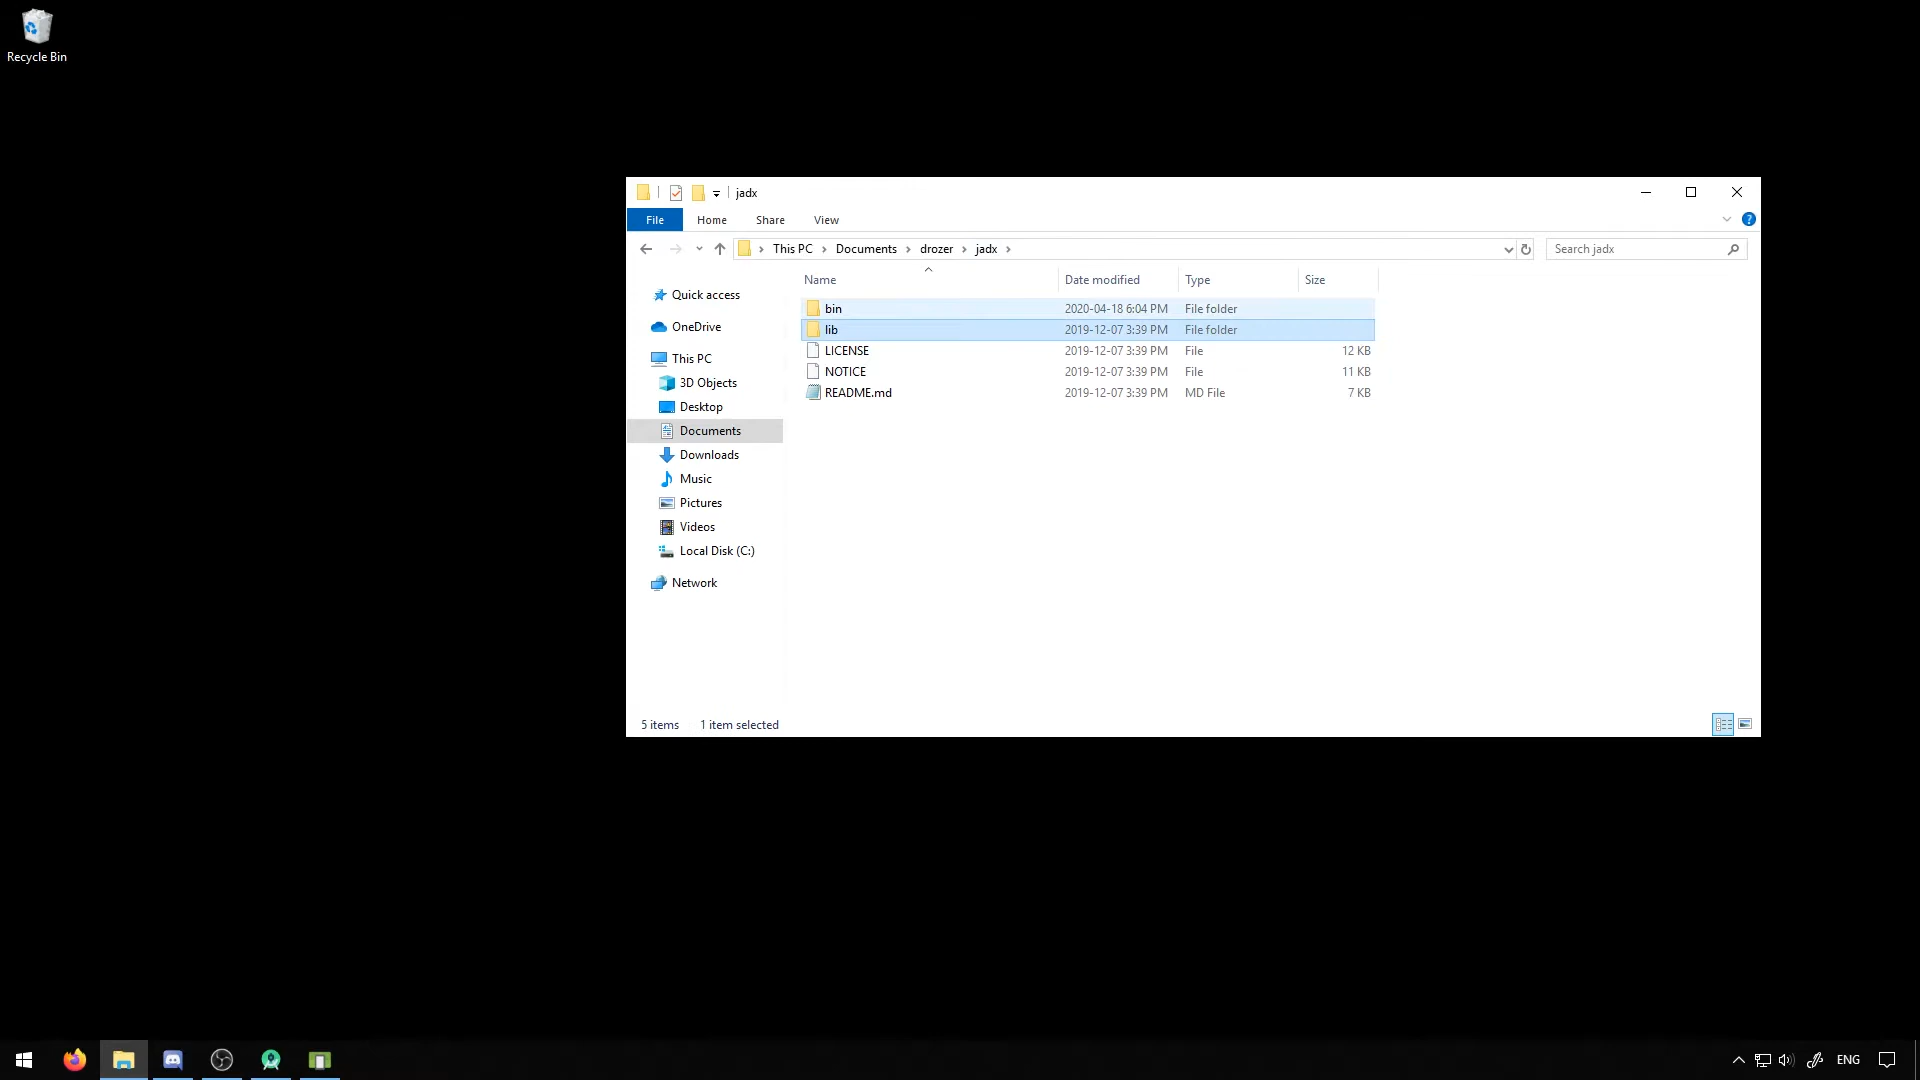 Recycle Bin
jadx
File Home Share View
This PC Documents drozer jadx
Search jadx
Name Date modified Type Size
Quick access
OneDrive
This PC
3D Objects
Desktop
Documents
Downloads
Music
Pictures
Videos
Local Disk (C:)
Network
bin 2020-04-18 6:04 PM File folder
lib 2019-12-07 3:39 PM File folder
LICENSE 2019-12-07 3:39 PM File 12 KB
NOTICE 2019-12-07 3:39 PM File 11 KB
README.md 2019-12-07 3:39 PM MD File 7 KB
5 items 1 item selected
ENG